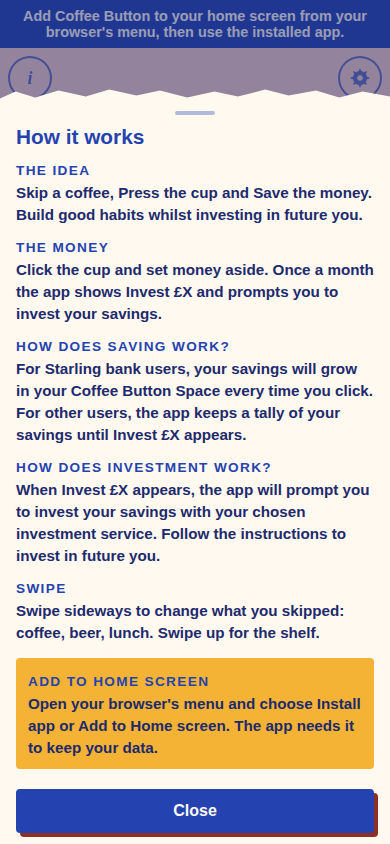 Add Coffee Button to your home screen from your
browser's menu, then use the installed app.
i
How it works
THE IDEA
Skip a coffee, Press the cup and Save the money.
Build good habits whilst investing in future you.
THE MONEY
Click the cup and set money aside. Once a month
the app shows Invest £X and prompts you to
invest your savings.
HOW DOES SAVING WORK?
For Starling bank users, your savings will grow
in your Coffee Button Space every time you click.
For other users, the app keeps a tally of your
savings until Invest £X appears.
HOW DOES INVESTMENT WORK?
When Invest £X appears, the app will prompt you
to invest your savings with your chosen
investment service. Follow the instructions to
invest in future you.
SWIPE
Swipe sideways to change what you skipped:
coffee, beer, lunch. Swipe up for the shelf.
ADD TO HOME SCREEN
Open your browser's menu and choose Install
app or Add to Home screen. The app needs it
to keep your data.
Close